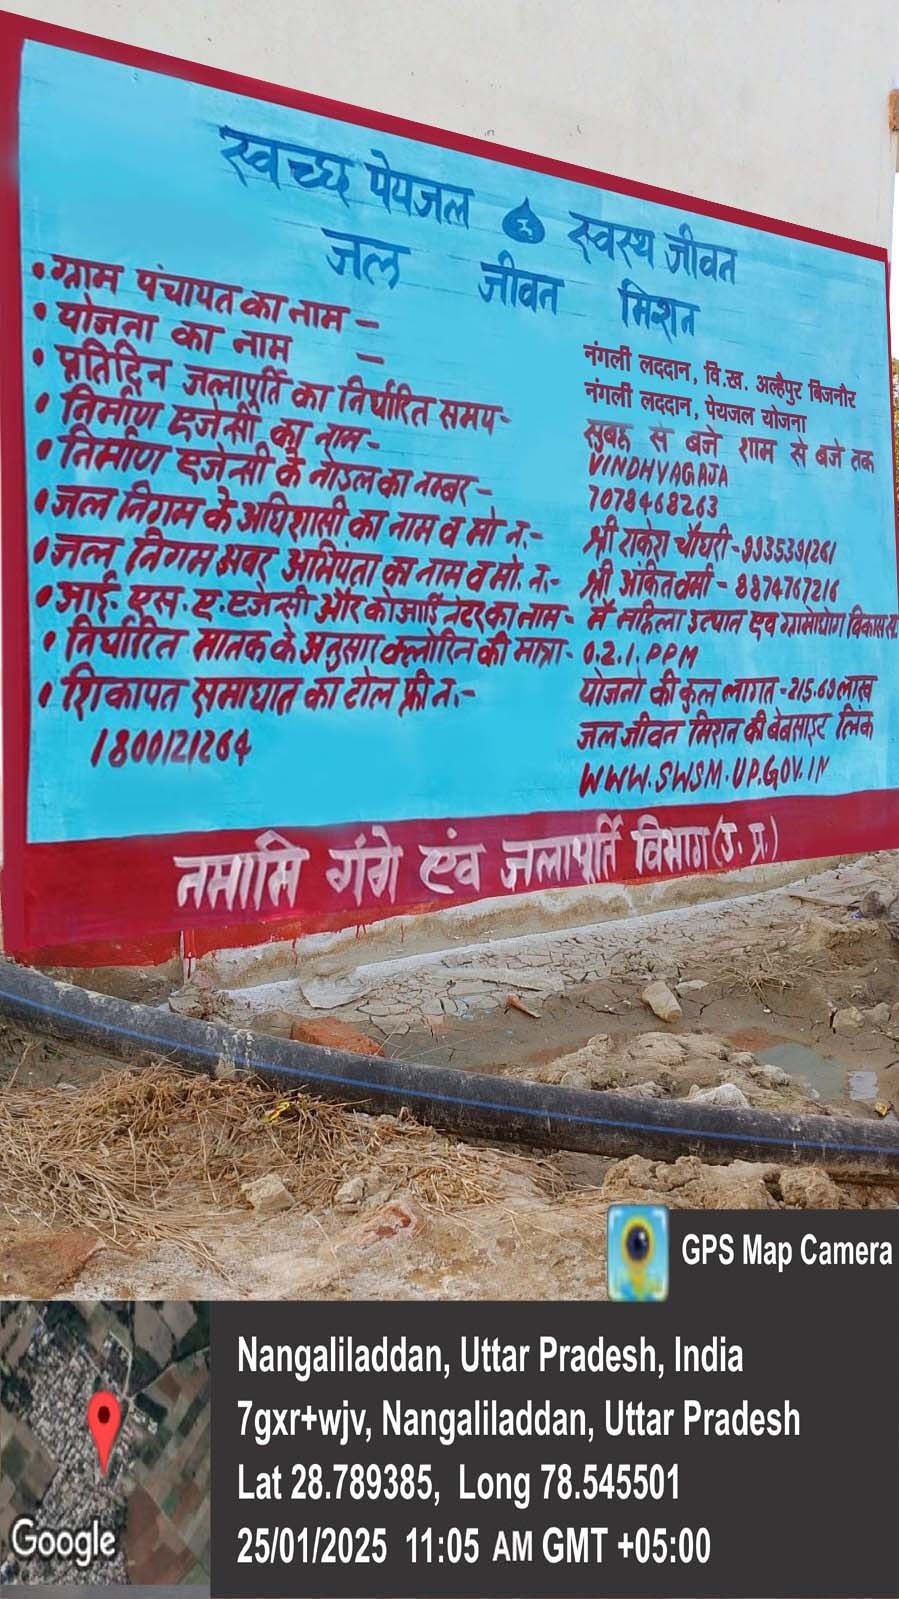 स्वच्छ पेयजल स्वस्थ जीवन
जल जीवन मिशन
• ग्राम पंचायत का नाम –
नंगली लददान, वि.ख. अल्हैपुर बिजनौर
• योजना का नाम –
नंगली लददान, पेयजल योजना
• प्रतिदिन जलापूर्ति का निर्धारित समय-
सुबह से बजे शाम से बजे तक
• निर्माण एजेन्सी का नाम-
VINDHYAGAJA
• निर्माण एजेन्सी के नोडल का नम्बर-
7078468263
• जल निगम के अधिशासी का नाम व मो न.-
श्री राकेश चौधरी-9935391261
• जल निगम अवर अभियंता का नाम व मो. न.-
श्री अंकित वर्मा - 8874767216
• आई. एस. ए. एजेन्सी और कोआर्डिनेटर का नाम-
मै महिला उत्थान एवं ग्रामोद्योग विकास
• निर्धारित मानक के अनुसार क्लोरिन की मात्रा-
0.2.1. PPM
• शिकायत समाधान का टोल फ्री न.-
1800121264
योजना की कुल लागत -215.69 लाख
जल जीवन मिशन की वेबसाइट लिंक
WWW.SWSM.UP.GOV.IN
नमामि गंगे एंव जलापूर्ति विभाग (उ. प्र.)
GPS Map Camera
Nangaliladdan, Uttar Pradesh, India
7gxr+wjv, Nangaliladdan, Uttar Pradesh
Lat 28.789385, Long 78.545501
25/01/2025 11:05 AM GMT +05:00
Google